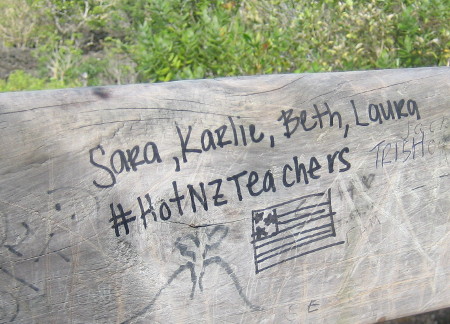 Sara, Karlie, Beth, Laura
#HotNZTeachers
TRISH